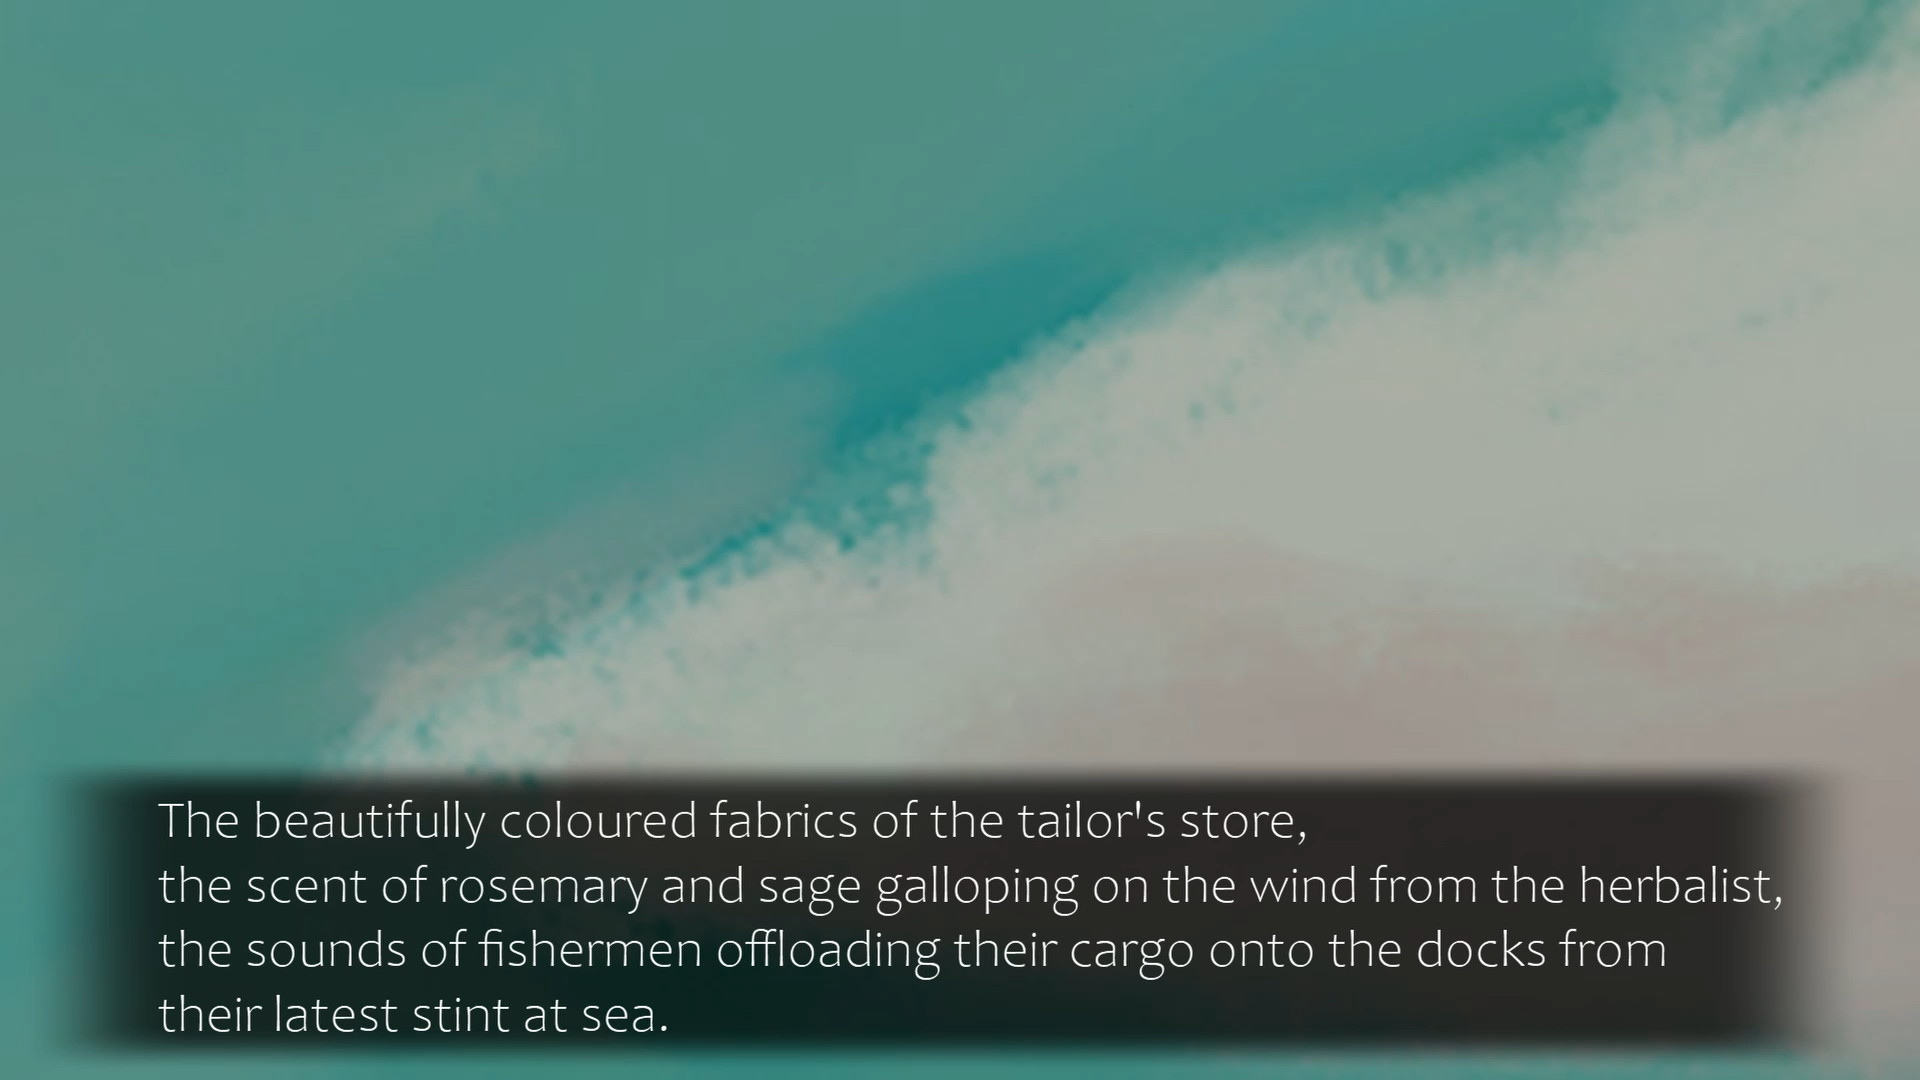 The beautifully coloured fabrics of the tailor's store,
the scent of rosemary and sage galloping on the wind from the herbalist,
the sounds of fishermen offloading their cargo onto the docks from
their latest stint at sea.